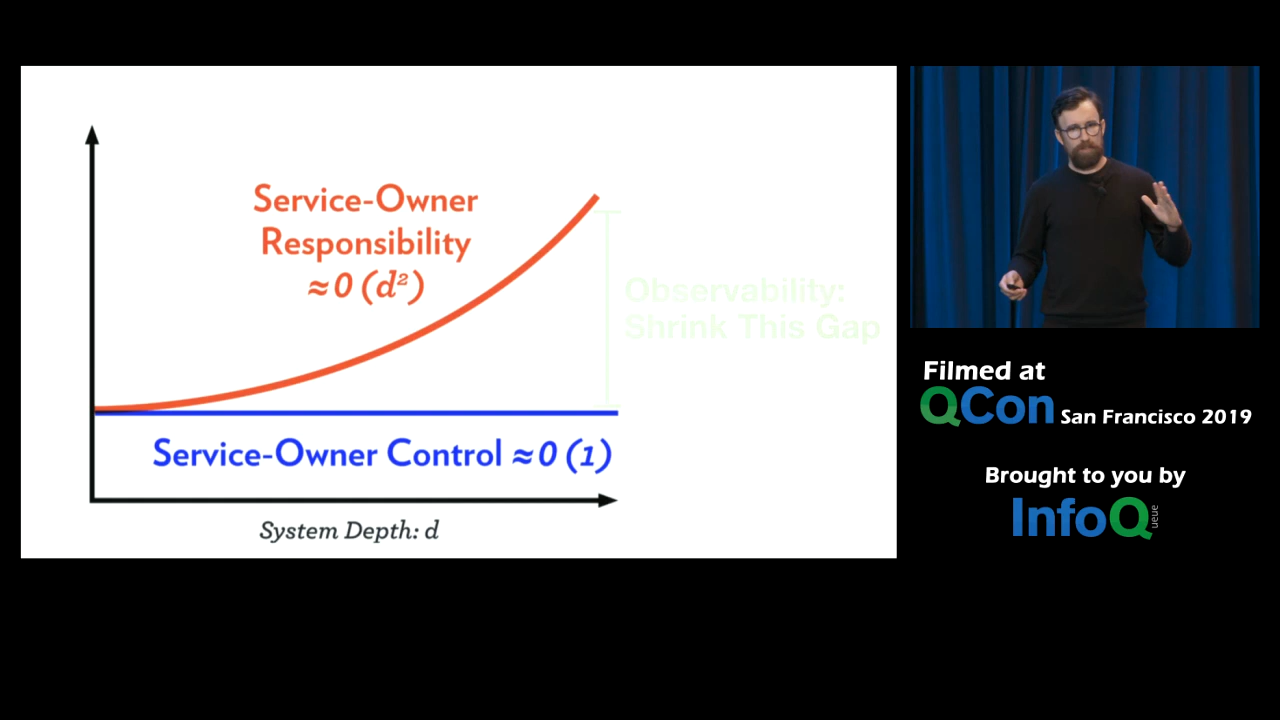 Service-Owner
Responsibility
≈0 (d²)
Observability:
Shrink This Gap
Service-Owner Control ≈0 (1)
System Depth: d
Filmed at
QCon San Francisco 2019
Brought to you by
InfoQueue